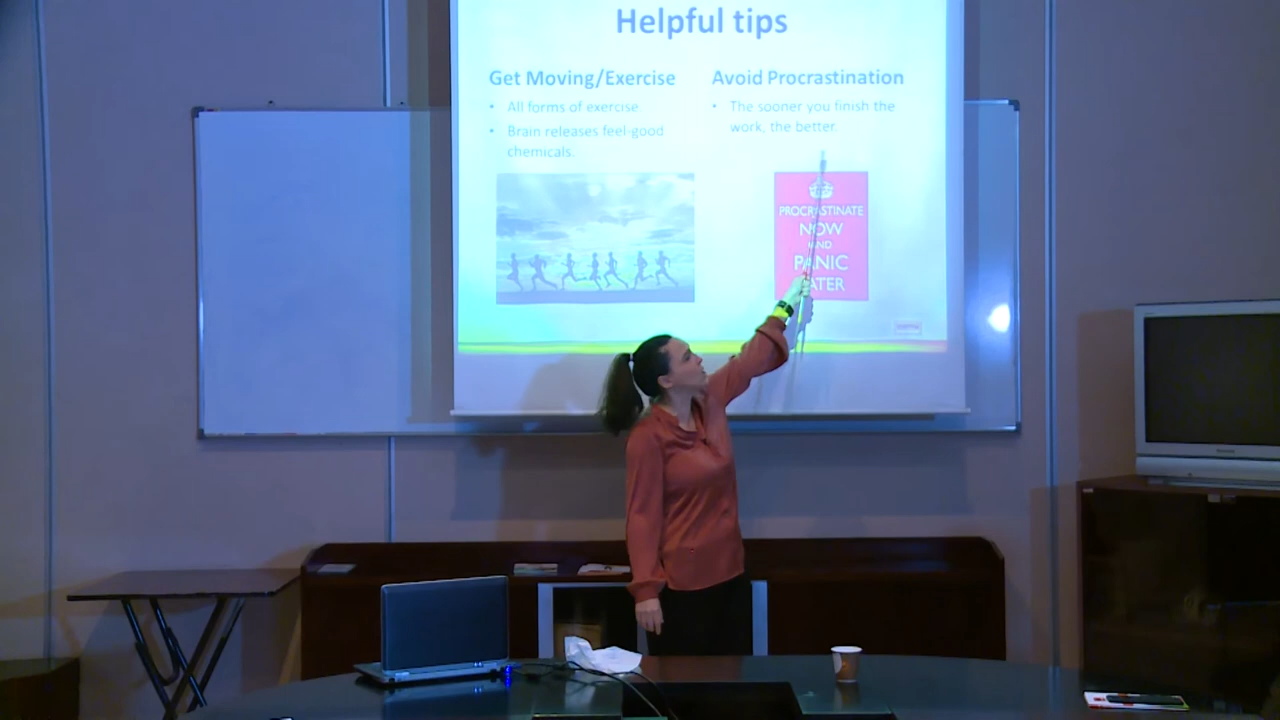 Helpful tips
Get Moving/Exercise
• All forms of exercise.
• Brain releases feel-good
chemicals.
Avoid Procrastination
• The sooner you finish the
work, the better.
PROCRASTINATE
NOW
AND
PANIC
LATER